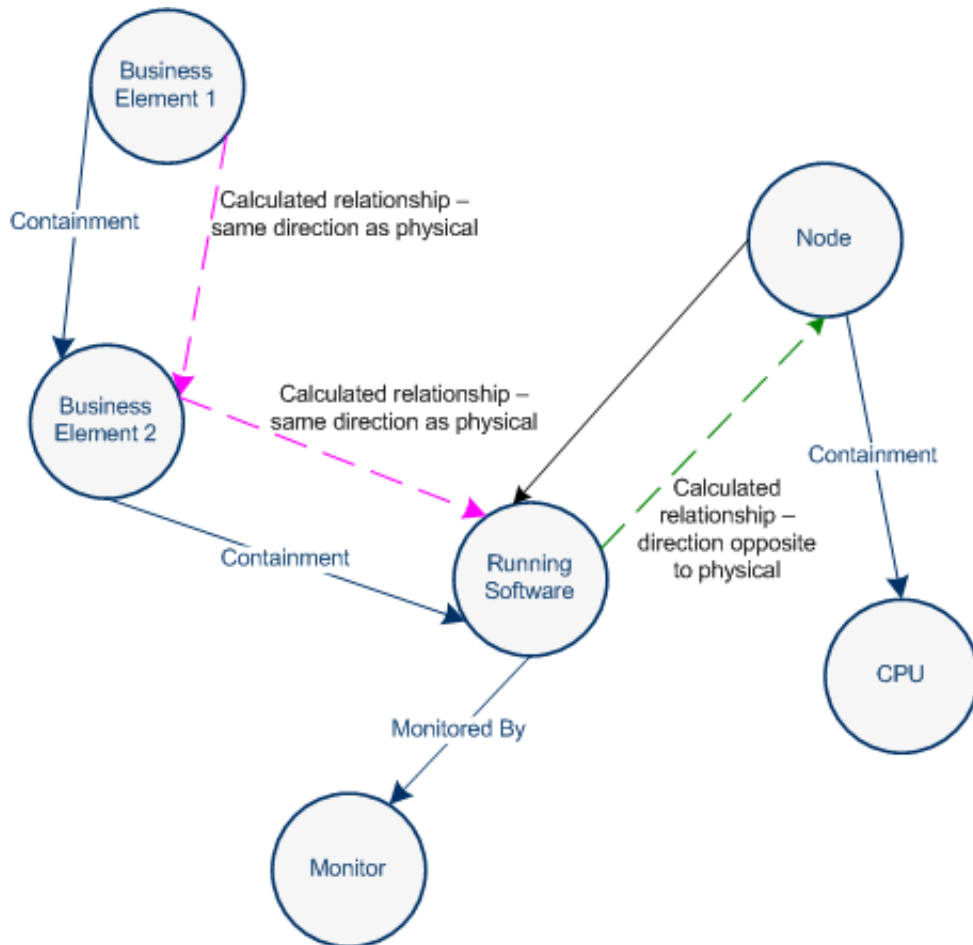 Business
Element 1
Calculated relationship –
same direction as physical
Containment
Node
Business
Element 2
Calculated relationship –
same direction as physical
Containment
Calculated
relationship –
direction opposite
to physical
Containment
Running
Software
CPU
Monitored By
Monitor